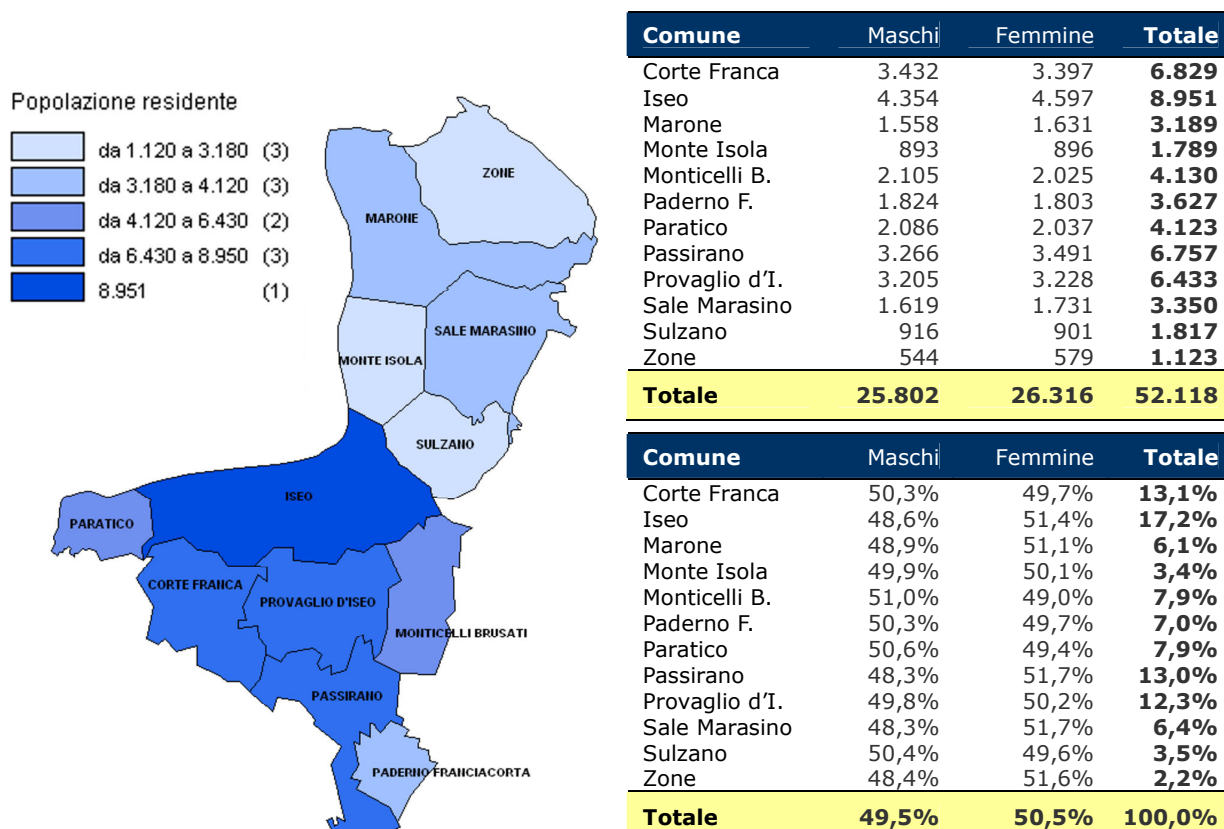 Popolazione residente
da 1.120 a 3.180 (3)
da 3.180 a 4.120 (3)
da 4.120 a 6.430 (2)
da 6.430 a 8.950 (3)
8.951 (1)
ZONE
MARONE
SALE MARASINO
MONTE ISOLA
SULZANO
ISEO
PARATICO
CORTE FRANCA
PROVAGLIO D'ISEO
MONTICELLI BRUSATI
PASSIRANO
PADERNO FRANCIACORTA
Comune Maschi Femmine Totale
Corte Franca 3.432 3.397 6.829
Iseo 4.354 4.597 8.951
Marone 1.558 1.631 3.189
Monte Isola 893 896 1.789
Monticelli B. 2.105 2.025 4.130
Paderno F. 1.824 1.803 3.627
Paratico 2.086 2.037 4.123
Passirano 3.266 3.491 6.757
Provaglio d'I. 3.205 3.228 6.433
Sale Marasino 1.619 1.731 3.350
Sulzano 916 901 1.817
Zone 544 579 1.123
Totale 25.802 26.316 52.118
Comune Maschi Femmine Totale
Corte Franca 50,3% 49,7% 13,1%
Iseo 48,6% 51,4% 17,2%
Marone 48,9% 51,1% 6,1%
Monte Isola 49,9% 50,1% 3,4%
Monticelli B. 51,0% 49,0% 7,9%
Paderno F. 50,3% 49,7% 7,0%
Paratico 50,6% 49,4% 7,9%
Passirano 48,3% 51,7% 13,0%
Provaglio d'I. 49,8% 50,2% 12,3%
Sale Marasino 48,3% 51,7% 6,4%
Sulzano 50,4% 49,6% 3,5%
Zone 48,4% 51,6% 2,2%
Totale 49,5% 50,5% 100,0%